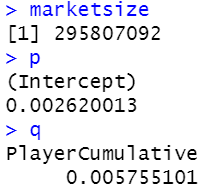 > marketsize
[1] 295807092
> p
(Intercept)
0.002620013
> q
PlayerCumulative
0.005755101